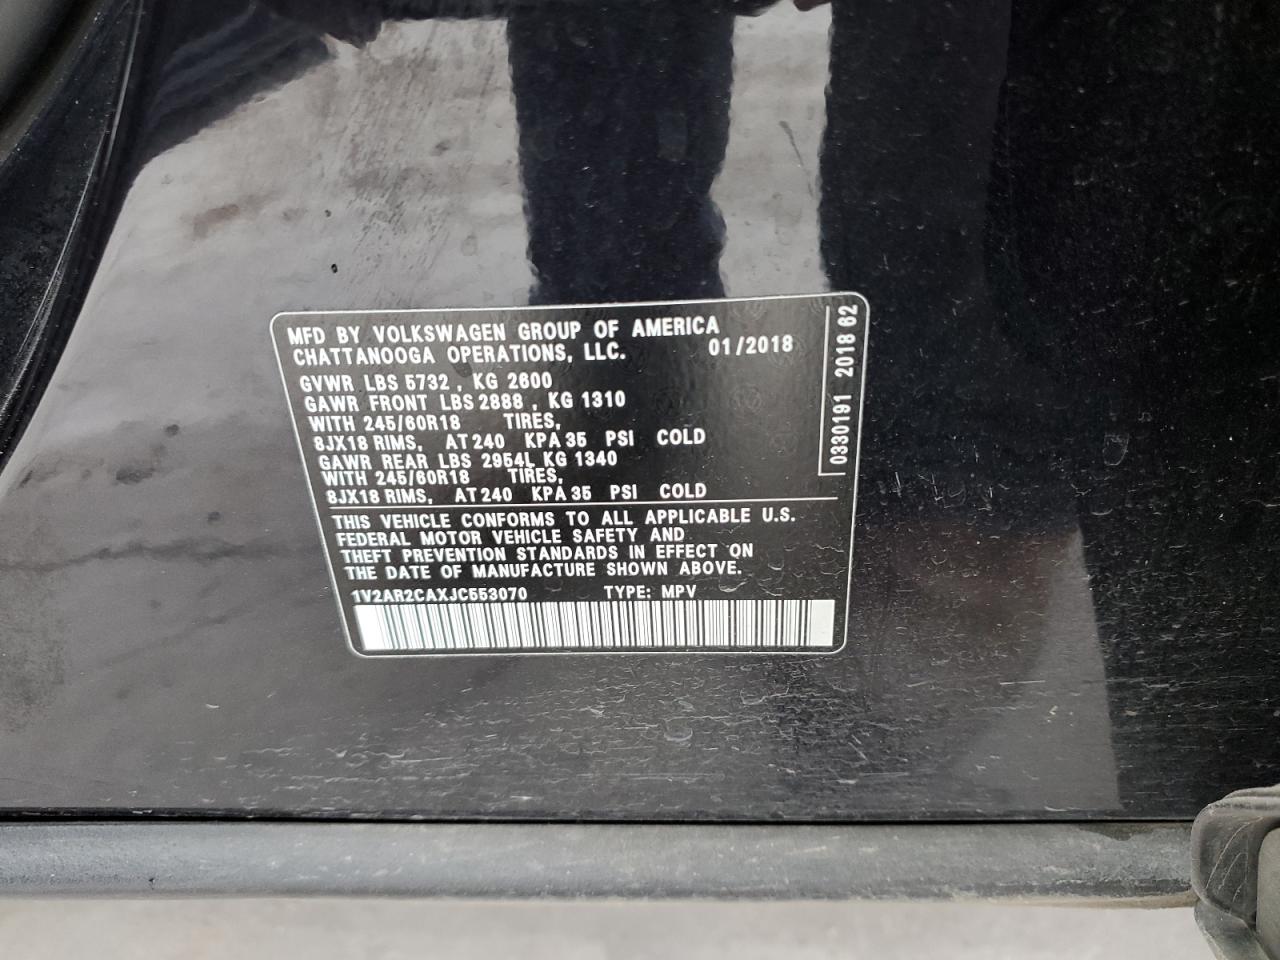 MFD BY VOLKSWAGEN GROUP OF AMERICA
CHATTANOOGA OPERATIONS, LLC. 01/2018
GVWR LBS 5732 , KG 2600
GAWR FRONT LBS 2888 , KG 1310
WITH 245/60R18 TIRES,
8JX18 RIMS, AT 240 KPA 35 PSI COLD
GAWR REAR LBS 2954L KG 1340
WITH 245/60R18 TIRES,
8JX18 RIMS, AT 240 KPA 35 PSI COLD
THIS VEHICLE CONFORMS TO ALL APPLICABLE U.S.
FEDERAL MOTOR VEHICLE SAFETY AND
THEFT PREVENTION STANDARDS IN EFFECT ON
THE DATE OF MANUFACTURE SHOWN ABOVE.
1V2AR2CAXJC553070 TYPE: MPV
0330191 2018 62